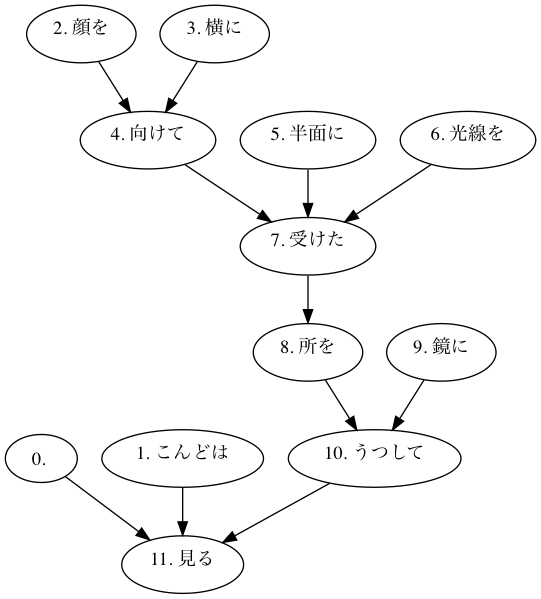 2. 顔を
3. 横に
4. 向けて
5. 半面に
6. 光線を
7. 受けた
8. 所を
9. 鏡に
0.
1. こんどは
10. うつして
11. 見る